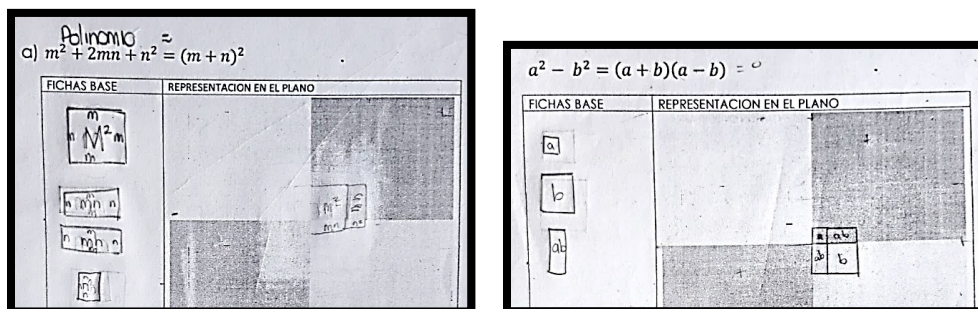 Polinomio =
a) m² + 2mn + n² = (m + n)²
FICHAS BASE
REPRESENTACION EN EL PLANO
m
n M² m
m
n mn n
n mn n
m²
mn
a² − b² = (a + b)(a − b) =
FICHAS BASE
REPRESENTACION EN EL PLANO
a
b
ab
a ab
ab b